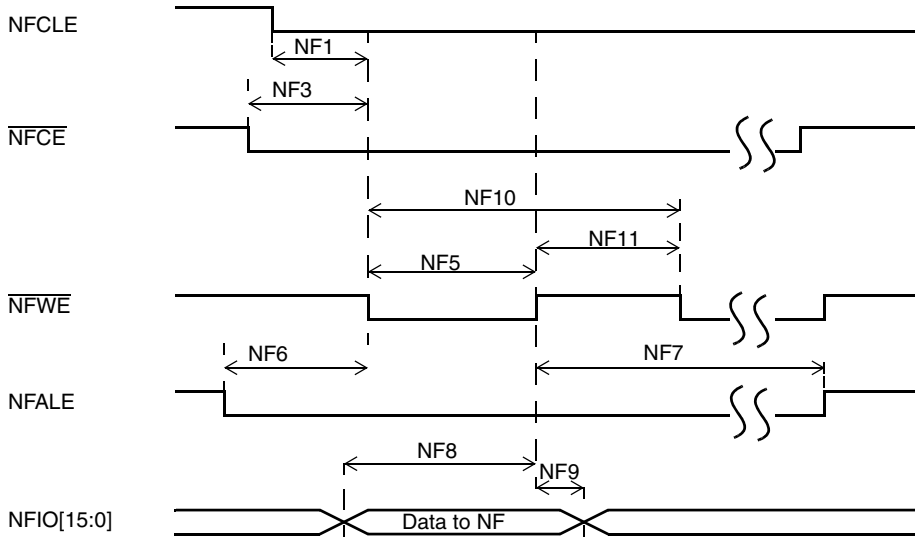 NFCLE
NF1
NF3
NFCE
NF10
NF11
NF5
NFWE
NF6
NF7
NFALE
NF8
NF9
NFIO[15:0]
Data to NF